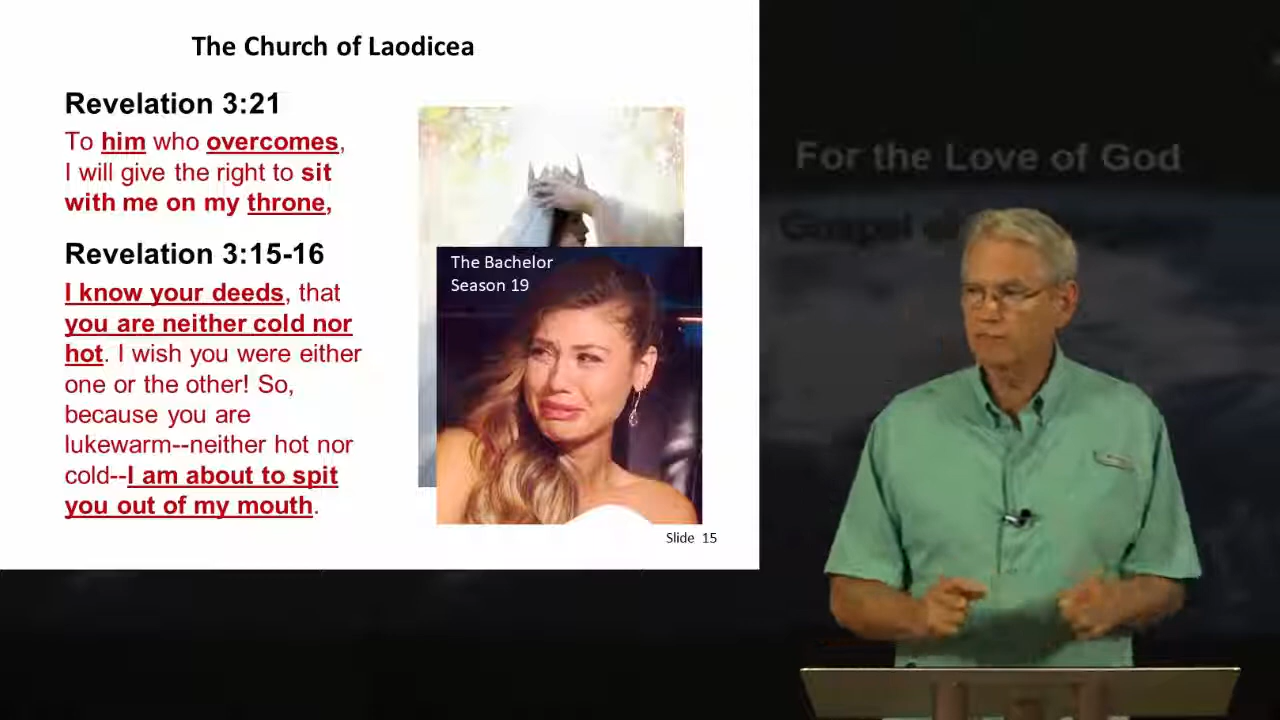 The Church of Laodicea
Revelation 3:21
To him who overcomes,
I will give the right to sit
with me on my throne,
Revelation 3:15-16
I know your deeds, that
you are neither cold nor
hot. I wish you were either
one or the other! So,
because you are
lukewarm--neither hot nor
cold--I am about to spit
you out of my mouth.
The Bachelor
Season 19
Slide 15
For the Love of God
Gospel